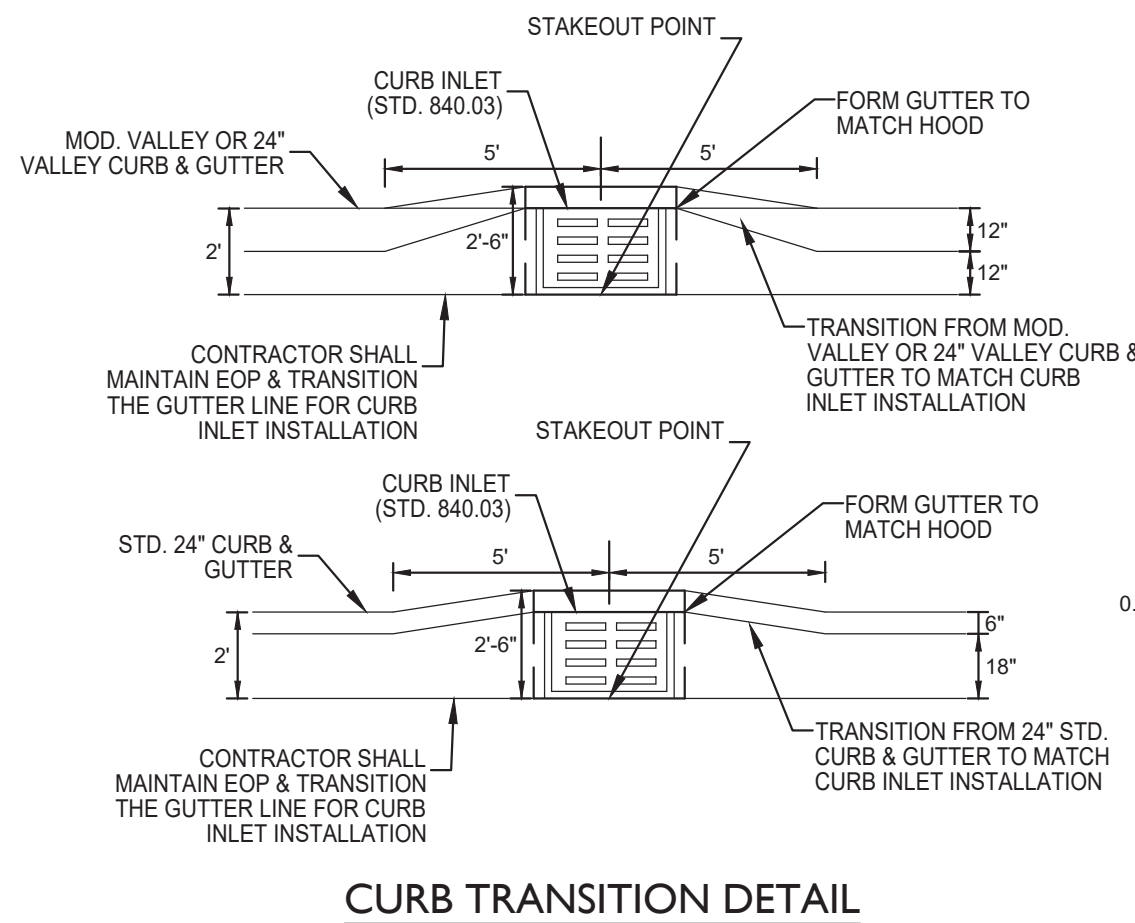 STAKEOUT POINT
CURB INLET
(STD. 840.03)
FORM GUTTER TO
MATCH HOOD
MOD. VALLEY OR 24"
VALLEY CURB & GUTTER
5'
5'
2'
2'-6"
12"
12"
CONTRACTOR SHALL
MAINTAIN EOP & TRANSITION
THE GUTTER LINE FOR CURB
INLET INSTALLATION
TRANSITION FROM MOD.
VALLEY OR 24" VALLEY CURB &
GUTTER TO MATCH CURB
INLET INSTALLATION
STAKEOUT POINT
CURB INLET
(STD. 840.03)
FORM GUTTER TO
MATCH HOOD
STD. 24" CURB &
GUTTER
5'
5'
0.
2'
2'-6"
6"
18"
CONTRACTOR SHALL
MAINTAIN EOP & TRANSITION
THE GUTTER LINE FOR CURB
INLET INSTALLATION
TRANSITION FROM 24" STD.
CURB & GUTTER TO MATCH
CURB INLET INSTALLATION
CURB TRANSITION DETAIL